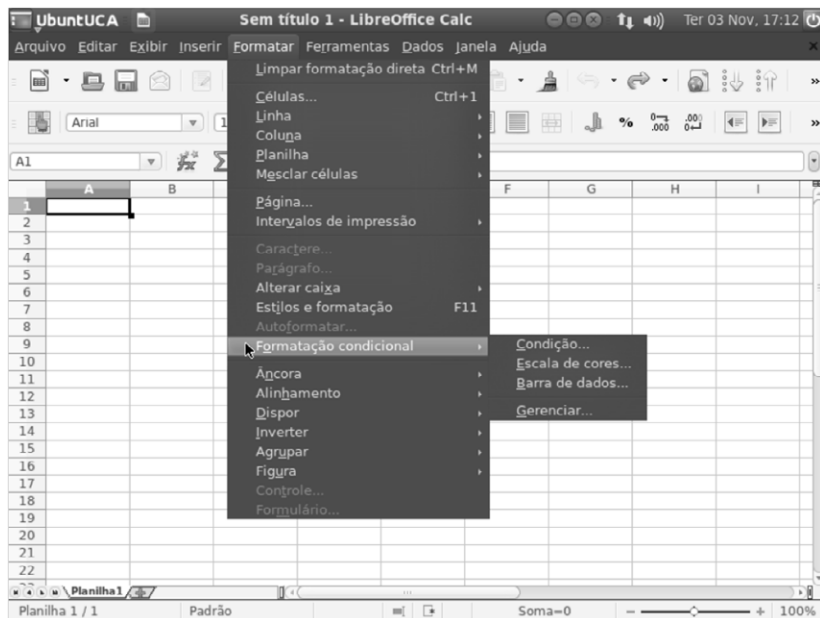 UbuntUCA Sem título 1 - LibreOffice Calc Ter 03 Nov, 17:12
Arquivo Editar Exibir Inserir Formatar Ferramentas Dados Janela Ajuda
Limpar formatação direta Ctrl+M
Células... Ctrl+1
Linha
Coluna
Planilha
Mesclar células
Página...
Intervalos de impressão
Caractere...
Parágrafo...
Alterar caixa
Estilos e formatação F11
Autoformatar...
Formatação condicional
Âncora
Alinhamento
Dispor
Inverter
Agrupar
Figura
Controle...
Formulário...
Condição...
Escala de cores...
Barra de dados...
Gerenciar...
»
Arial 1 % 0.000 .000 »
A1 Σ
A B F G H I
1
2
3
4
5
6
7
8
9
10
11
12
13
14
15
16
17
18
19
20
21
22
Planilha1
Planilha 1 / 1 Padrão Soma=0 − + 100%